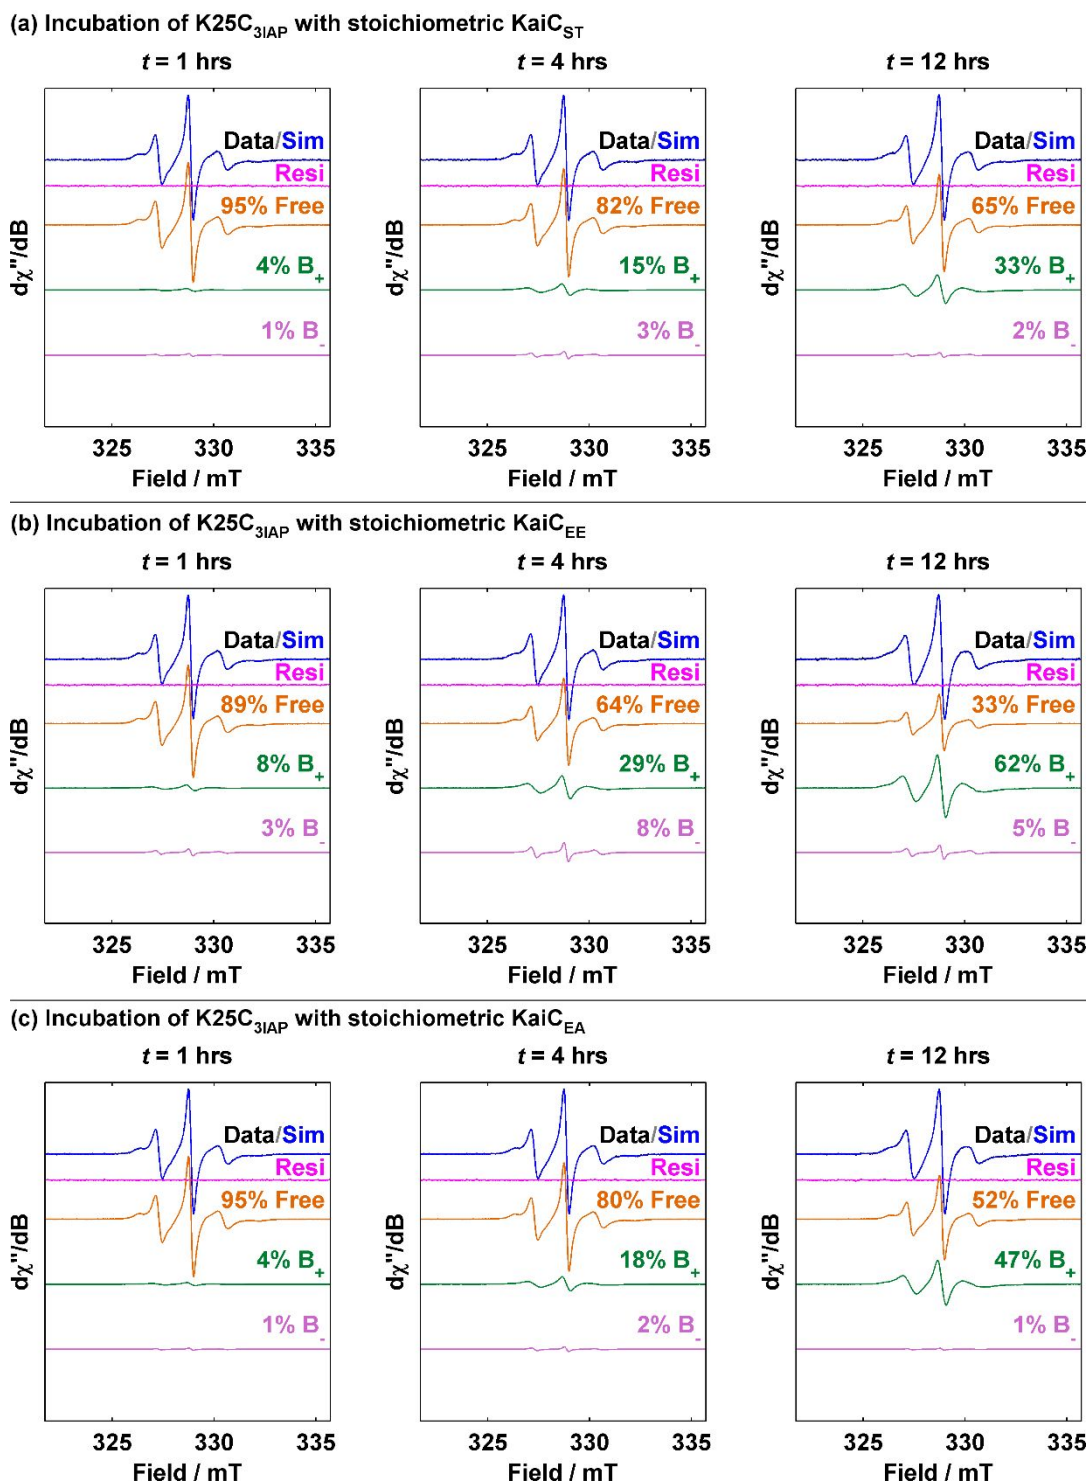 (a) Incubation of K25C3IAP with stoichiometric KaiCST
t = 1 hrs
t = 4 hrs
t = 12 hrs
dχ"/dB
Data/Sim
Resi
95% Free
4% B+
1% B-
325 330 335
Field / mT
dχ"/dB
Data/Sim
Resi
82% Free
15% B+
3% B-
325 330 335
Field / mT
dχ"/dB
Data/Sim
Resi
65% Free
33% B+
2% B-
325 330 335
Field / mT
(b) Incubation of K25C3IAP with stoichiometric KaiCEE
t = 1 hrs
t = 4 hrs
t = 12 hrs
dχ"/dB
Data/Sim
Resi
89% Free
8% B+
3% B-
325 330 335
Field / mT
dχ"/dB
Data/Sim
Resi
64% Free
29% B+
8% B-
325 330 335
Field / mT
dχ"/dB
Data/Sim
Resi
33% Free
62% B+
5% B-
325 330 335
Field / mT
(c) Incubation of K25C3IAP with stoichiometric KaiCEA
t = 1 hrs
t = 4 hrs
t = 12 hrs
dχ"/dB
Data/Sim
Resi
95% Free
4% B+
1% B-
325 330 335
Field / mT
dχ"/dB
Data/Sim
Resi
80% Free
18% B+
2% B-
325 330 335
Field / mT
dχ"/dB
Data/Sim
Resi
52% Free
47% B+
1% B-
325 330 335
Field / mT